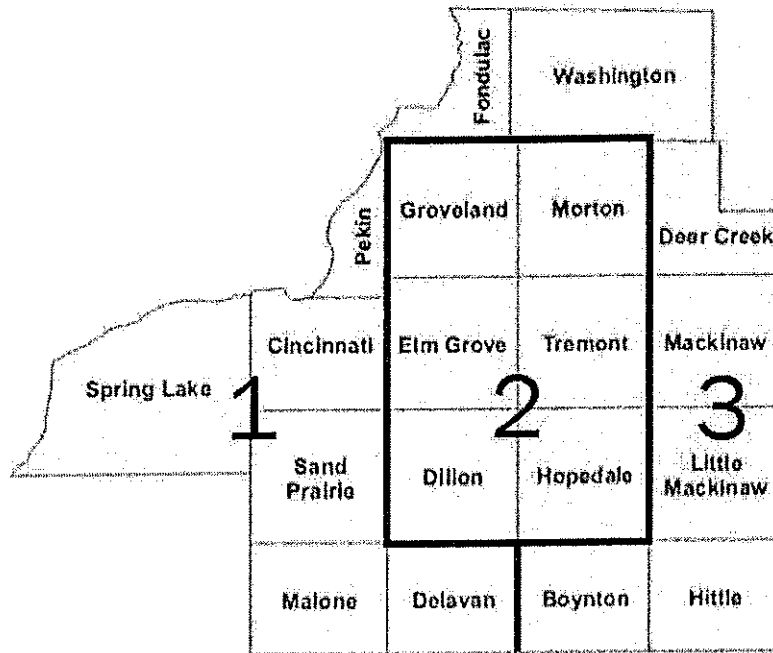 Fondulac
Washington
Pekin
Groveland
Morton
Deer Creek
Cincinnati
Elm Grove
Tremont
Mackinaw
Spring Lake
1
2
3
Sand
Prairie
Dillon
Hopedale
Little
Mackinaw
Malone
Delavan
Boynton
Hittle